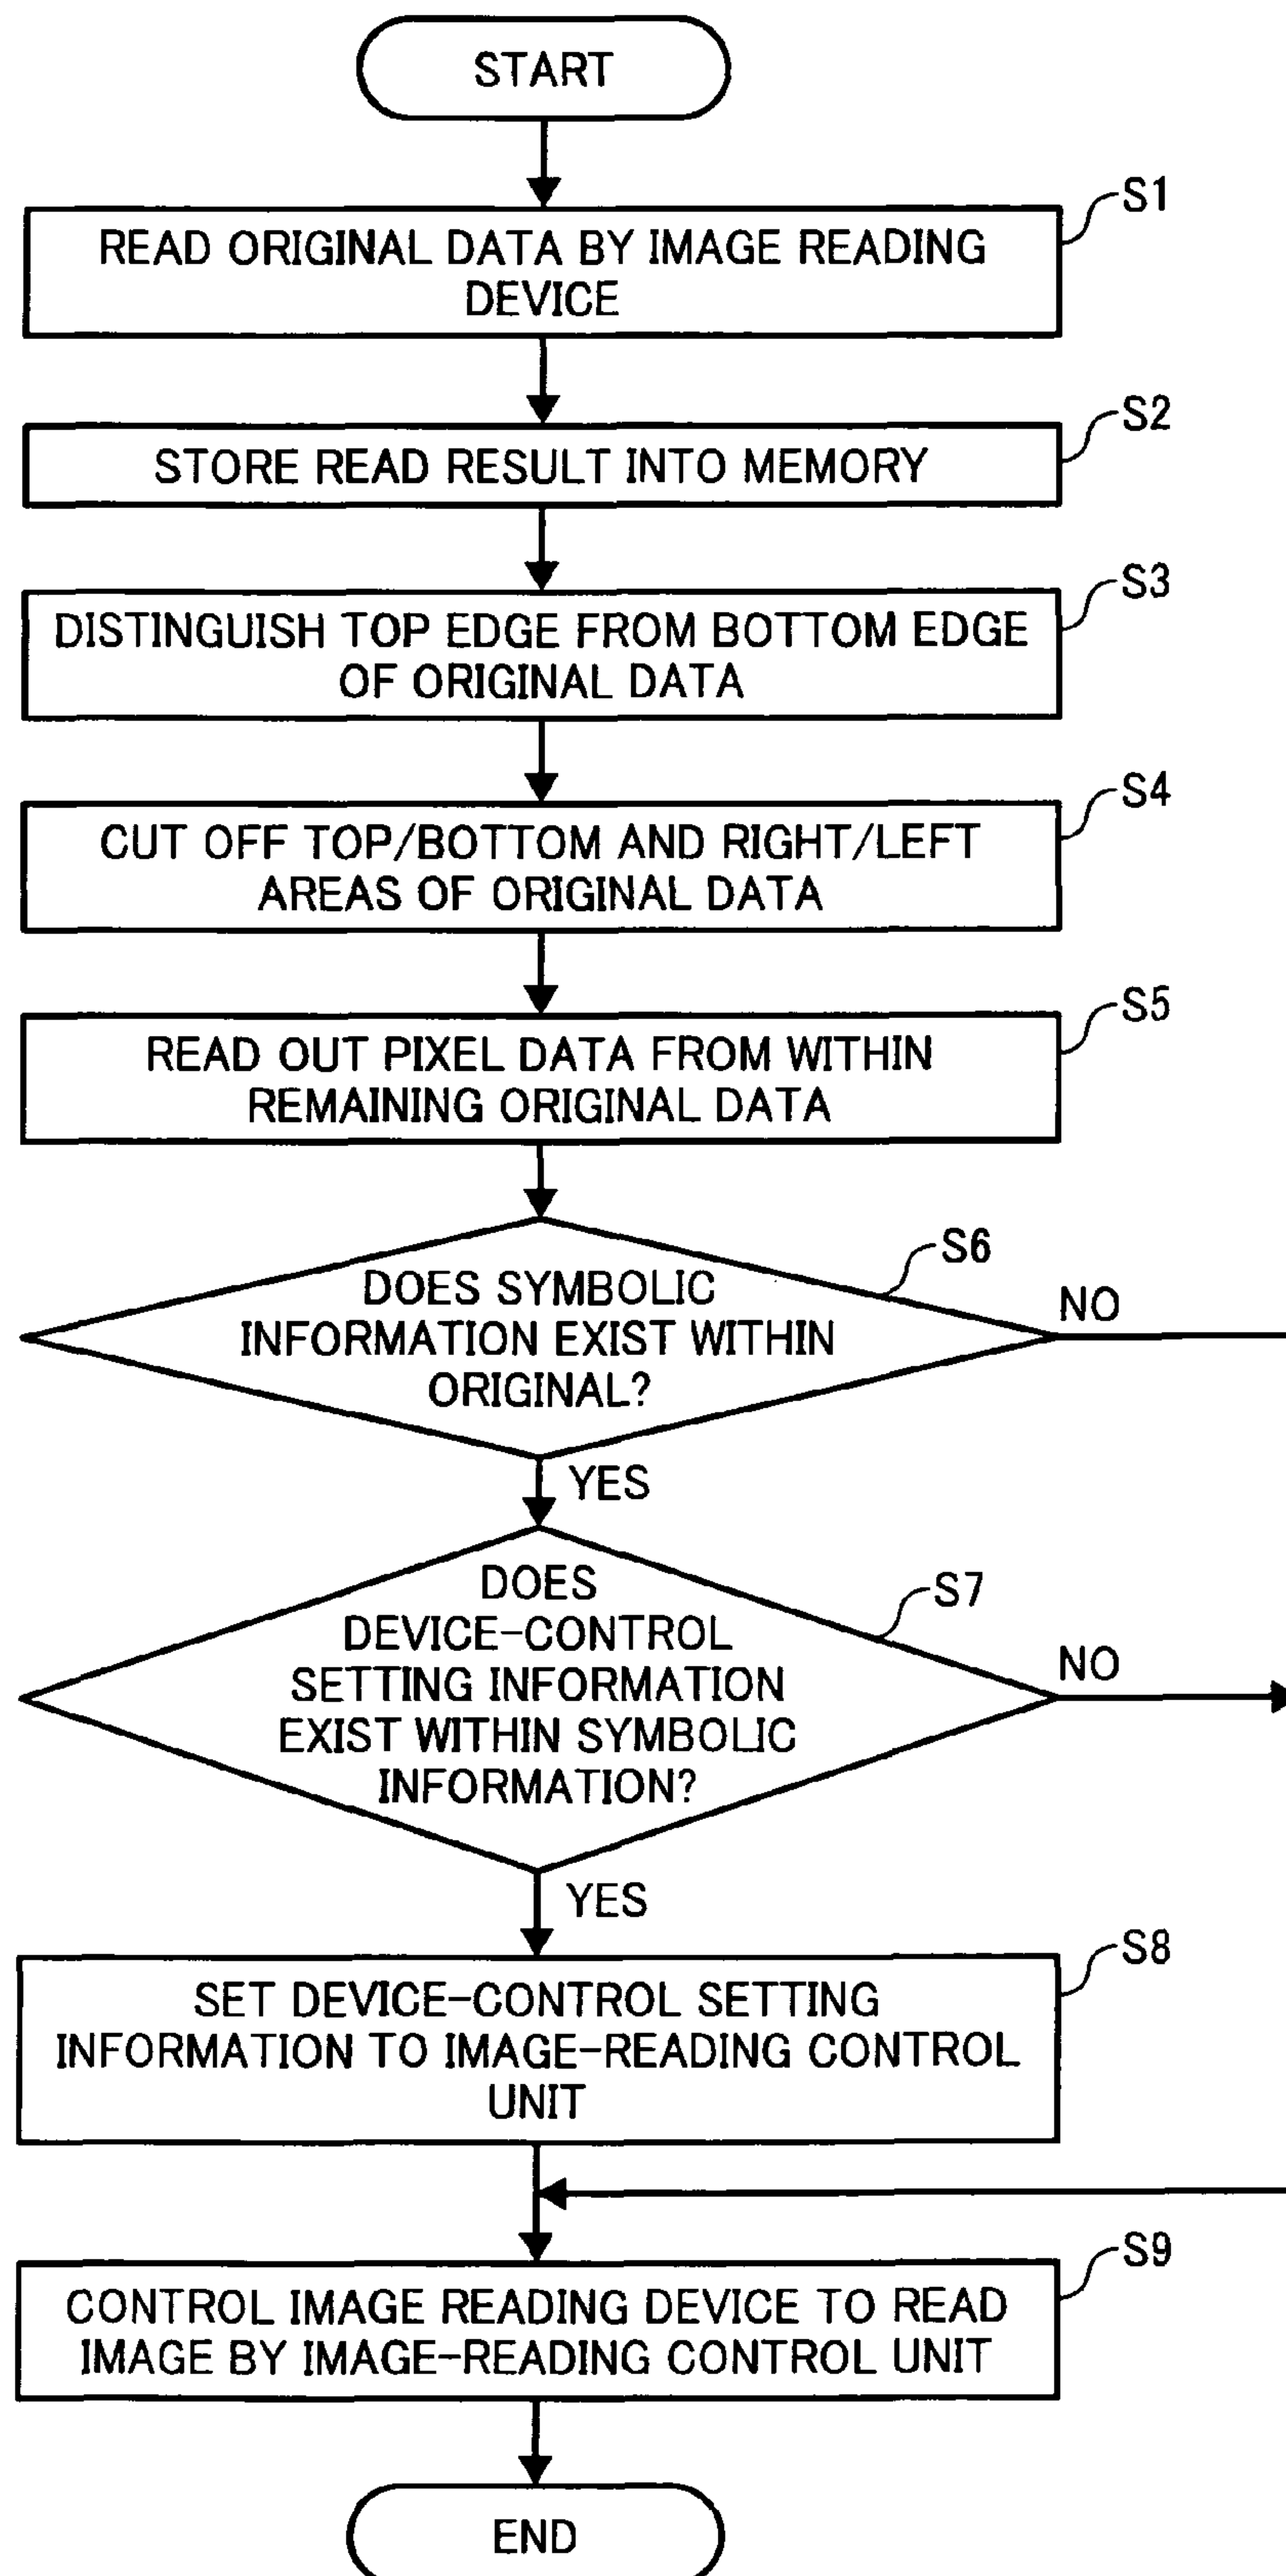 START
S1
READ ORIGINAL DATA BY IMAGE READING
DEVICE
S2
STORE READ RESULT INTO MEMORY
S3
DISTINGUISH TOP EDGE FROM BOTTOM EDGE
OF ORIGINAL DATA
S4
CUT OFF TOP/BOTTOM AND RIGHT/LEFT
AREAS OF ORIGINAL DATA
S5
READ OUT PIXEL DATA FROM WITHIN
REMAINING ORIGINAL DATA
S6
DOES SYMBOLIC
INFORMATION EXIST WITHIN
ORIGINAL?
NO
YES
S7
DOES
DEVICE-CONTROL
SETTING INFORMATION
EXIST WITHIN SYMBOLIC
INFORMATION?
NO
YES
S8
SET DEVICE-CONTROL SETTING
INFORMATION TO IMAGE-READING CONTROL
UNIT
S9
CONTROL IMAGE READING DEVICE TO READ
IMAGE BY IMAGE-READING CONTROL UNIT
END